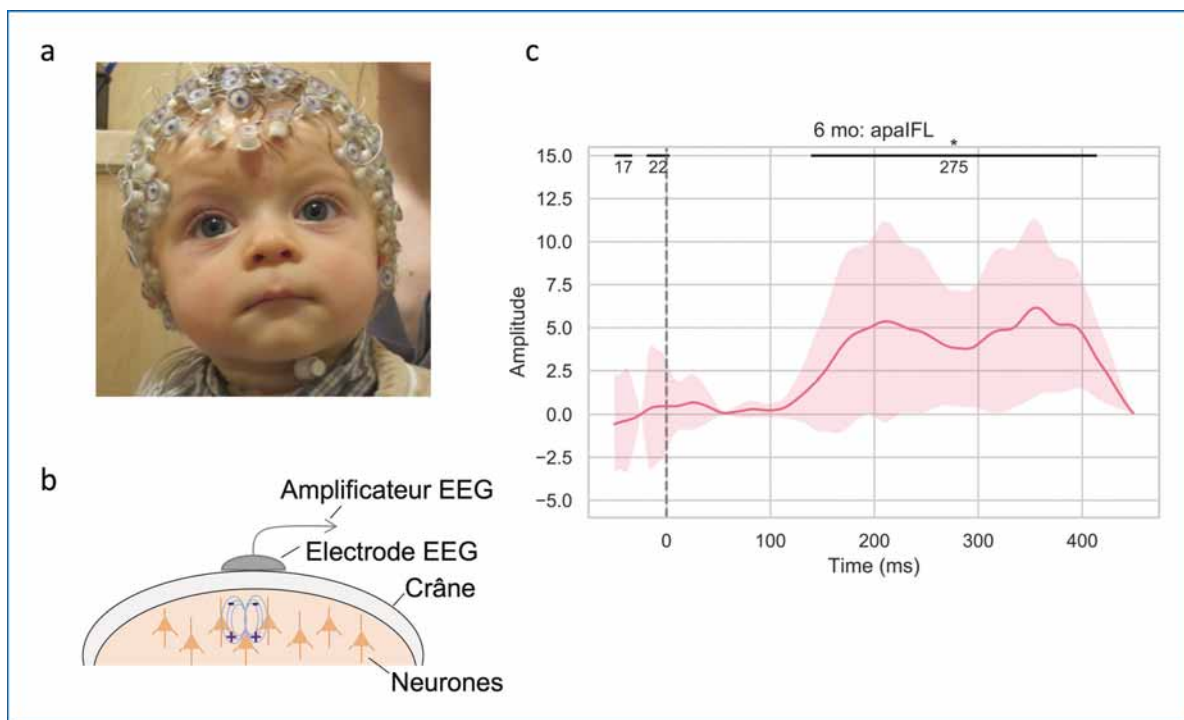 a
b
Amplificateur EEG
Electrode EEG
Crâne
Neurones
c
6 mo: apaIFL
*
17
22
275
15.0
12.5
10.0
7.5
5.0
2.5
0.0
−2.5
−5.0
Amplitude
0
100
200
300
400
Time (ms)